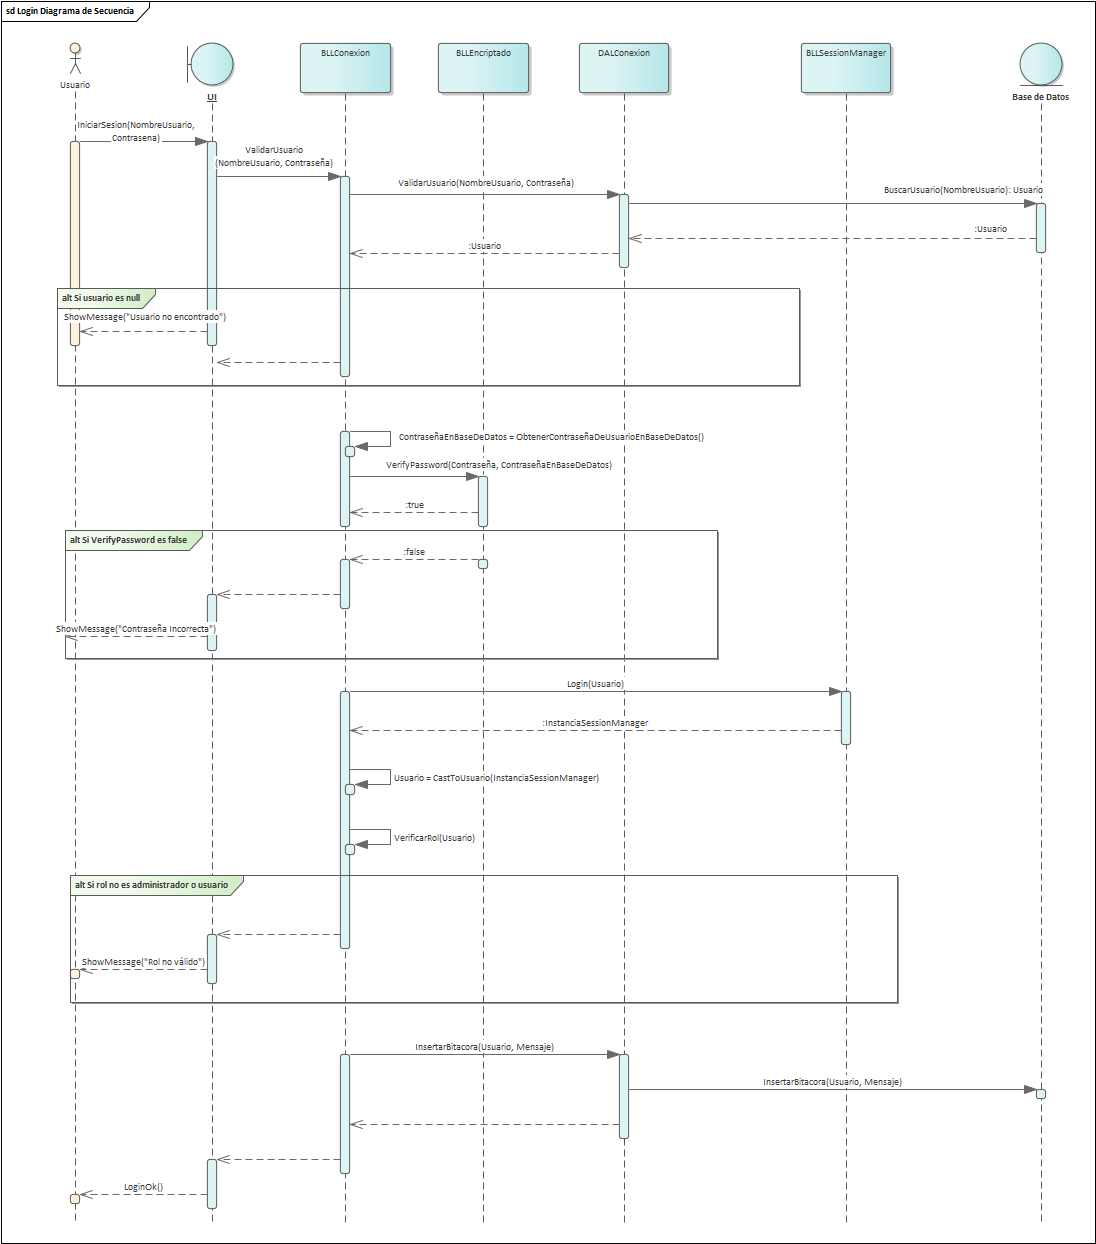 sd Login Diagrama de Secuencia
Usuario
UI
BLLConexion
BLLEncriptado
DALConexion
BLLSessionManager
Base de Datos
IniciarSesion(NombreUsuario,
Contrasena)
ValidarUsuario
(NombreUsuario, Contraseña)
ValidarUsuario(NombreUsuario, Contraseña)
BuscarUsuario(NombreUsuario): Usuario
:Usuario
:Usuario
alt Si usuario es null
ShowMessage("Usuario no encontrado")
ContraseñaEnBaseDeDatos = ObtenerContraseñaDeUsuarioEnBaseDeDatos()
VerifyPassword(Contraseña, ContraseñaEnBaseDeDatos)
:true
alt Si VerifyPassword es false
:false
ShowMessage("Contraseña Incorrecta")
Login(Usuario)
:InstanciaSessionManager
Usuario = CastToUsuario(InstanciaSessionManager)
VerificarRol(Usuario)
alt Si rol no es administrador o usuario
ShowMessage("Rol no válido")
InsertarBitacora(Usuario, Mensaje)
InsertarBitacora(Usuario, Mensaje)
LoginOk()